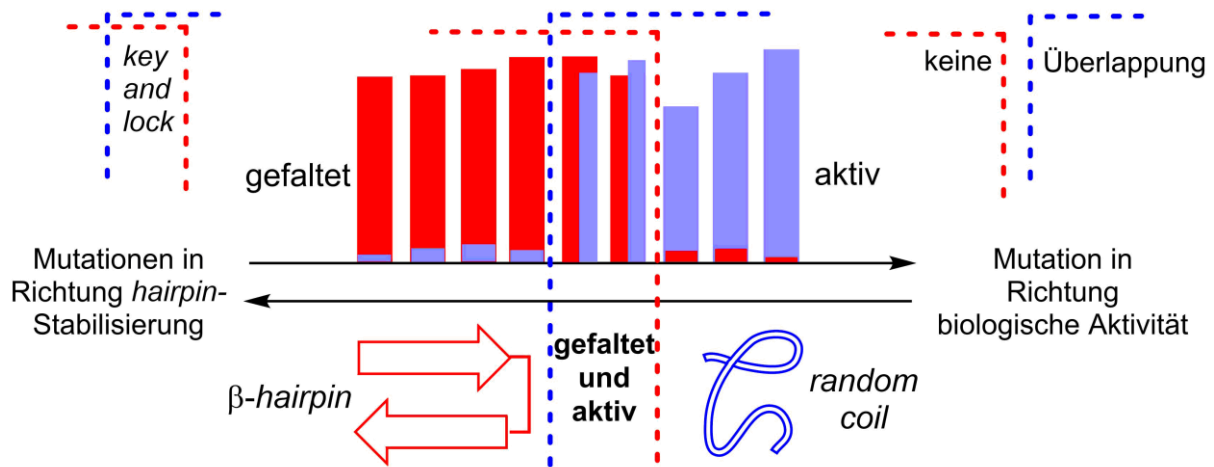 key
and
lock
gefaltet
aktiv
keine
Überlappung
Mutationen in
Richtung hairpin-
Stabilisierung
Mutation in
Richtung
biologische Aktivität
β-hairpin
gefaltet
und
aktiv
random
coil